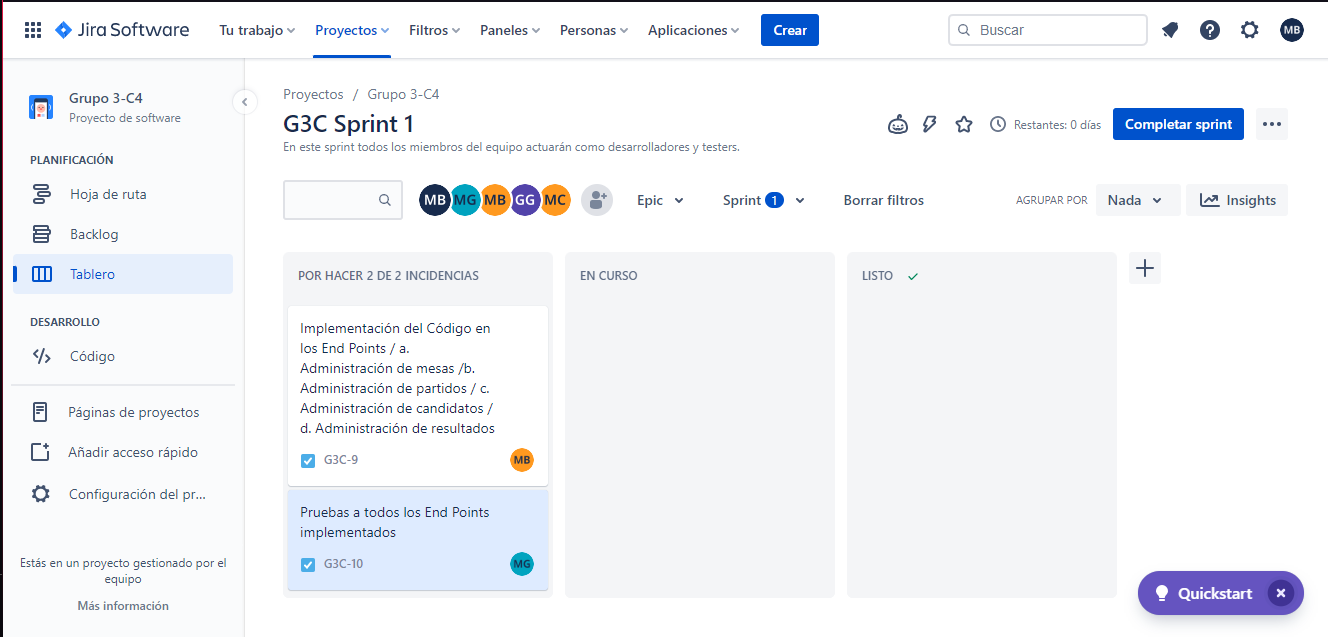 Jira Software
Tu trabajo
Proyectos
Filtros
Paneles
Personas
Aplicaciones
Crear
Buscar
MB
Grupo 3-C4
Proyecto de software
PLANIFICACIÓN
Hoja de ruta
Backlog
Tablero
DESARROLLO
Código
Páginas de proyectos
Añadir acceso rápido
Configuración del pr...
Estás en un proyecto gestionado por el
equipo
Más información
Proyectos / Grupo 3-C4
G3C Sprint 1
En este sprint todos los miembros del equipo actuarán como desarrolladores y testers.
Restantes: 0 días
Completar sprint
MB MG MB GG MC
Epic
Sprint 1
Borrar filtros
AGRUPAR POR
Nada
Insights
POR HACER 2 DE 2 INCIDENCIAS
Implementación del Código en
los End Points / a.
Administración de mesas /b.
Administración de partidos / c.
Administración de candidatos /
d. Administración de resultados
G3C-9
MB
Pruebas a todos los End Points
implementados
G3C-10
MG
EN CURSO
LISTO
Quickstart